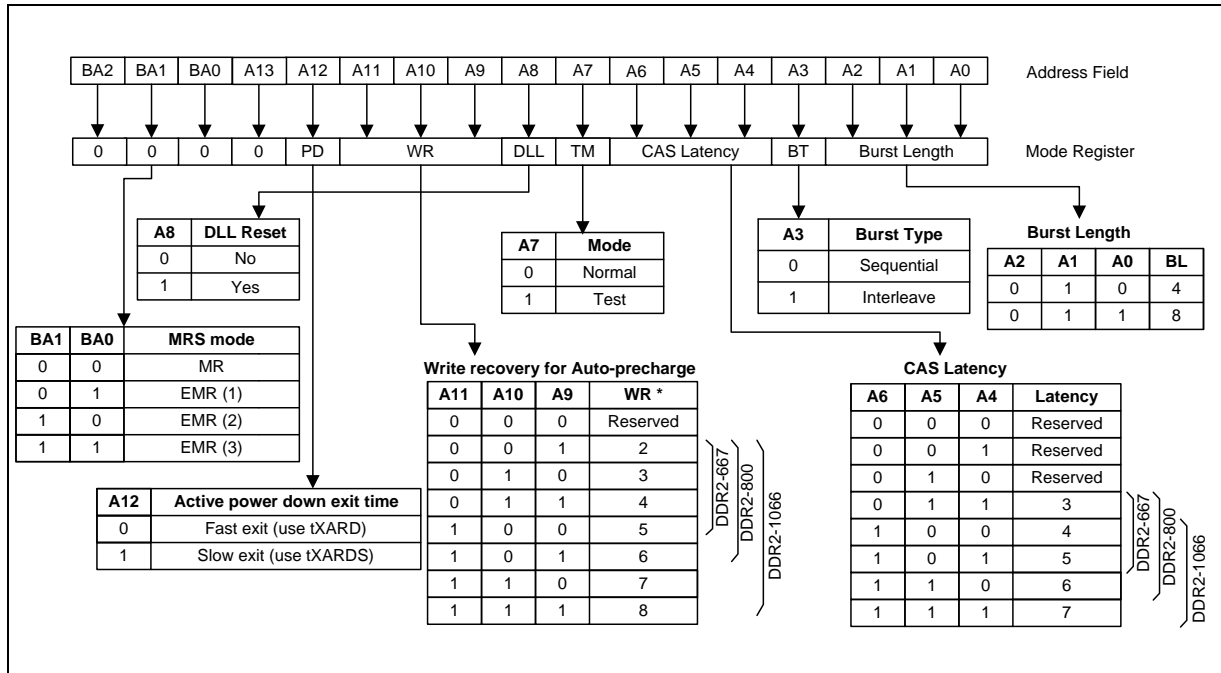 BA2 BA1 BA0 A13 A12 A11 A10 A9 A8 A7 A6 A5 A4 A3 A2 A1 A0 Address Field
0 0 0 0 PD WR DLL TM CAS Latency BT Burst Length Mode Register
A8 DLL Reset
0 No
1 Yes
A7 Mode
0 Normal
1 Test
A3 Burst Type
0 Sequential
1 Interleave
Burst Length
A2 A1 A0 BL
0 1 0 4
0 1 1 8
BA1 BA0 MRS mode
0 0 MR
0 1 EMR (1)
1 0 EMR (2)
1 1 EMR (3)
A12 Active power down exit time
0 Fast exit (use tXARD)
1 Slow exit (use tXARDS)
Write recovery for Auto-precharge
A11 A10 A9 WR *
0 0 0 Reserved
0 0 1 2
0 1 0 3
0 1 1 4
1 0 0 5
1 0 1 6
1 1 0 7
1 1 1 8
DDR2-667
DDR2-800
DDR2-1066
CAS Latency
A6 A5 A4 Latency
0 0 0 Reserved
0 0 1 Reserved
0 1 0 Reserved
0 1 1 3
1 0 0 4
1 0 1 5
1 1 0 6
1 1 1 7
DDR2-667
DDR2-800
DDR2-1066